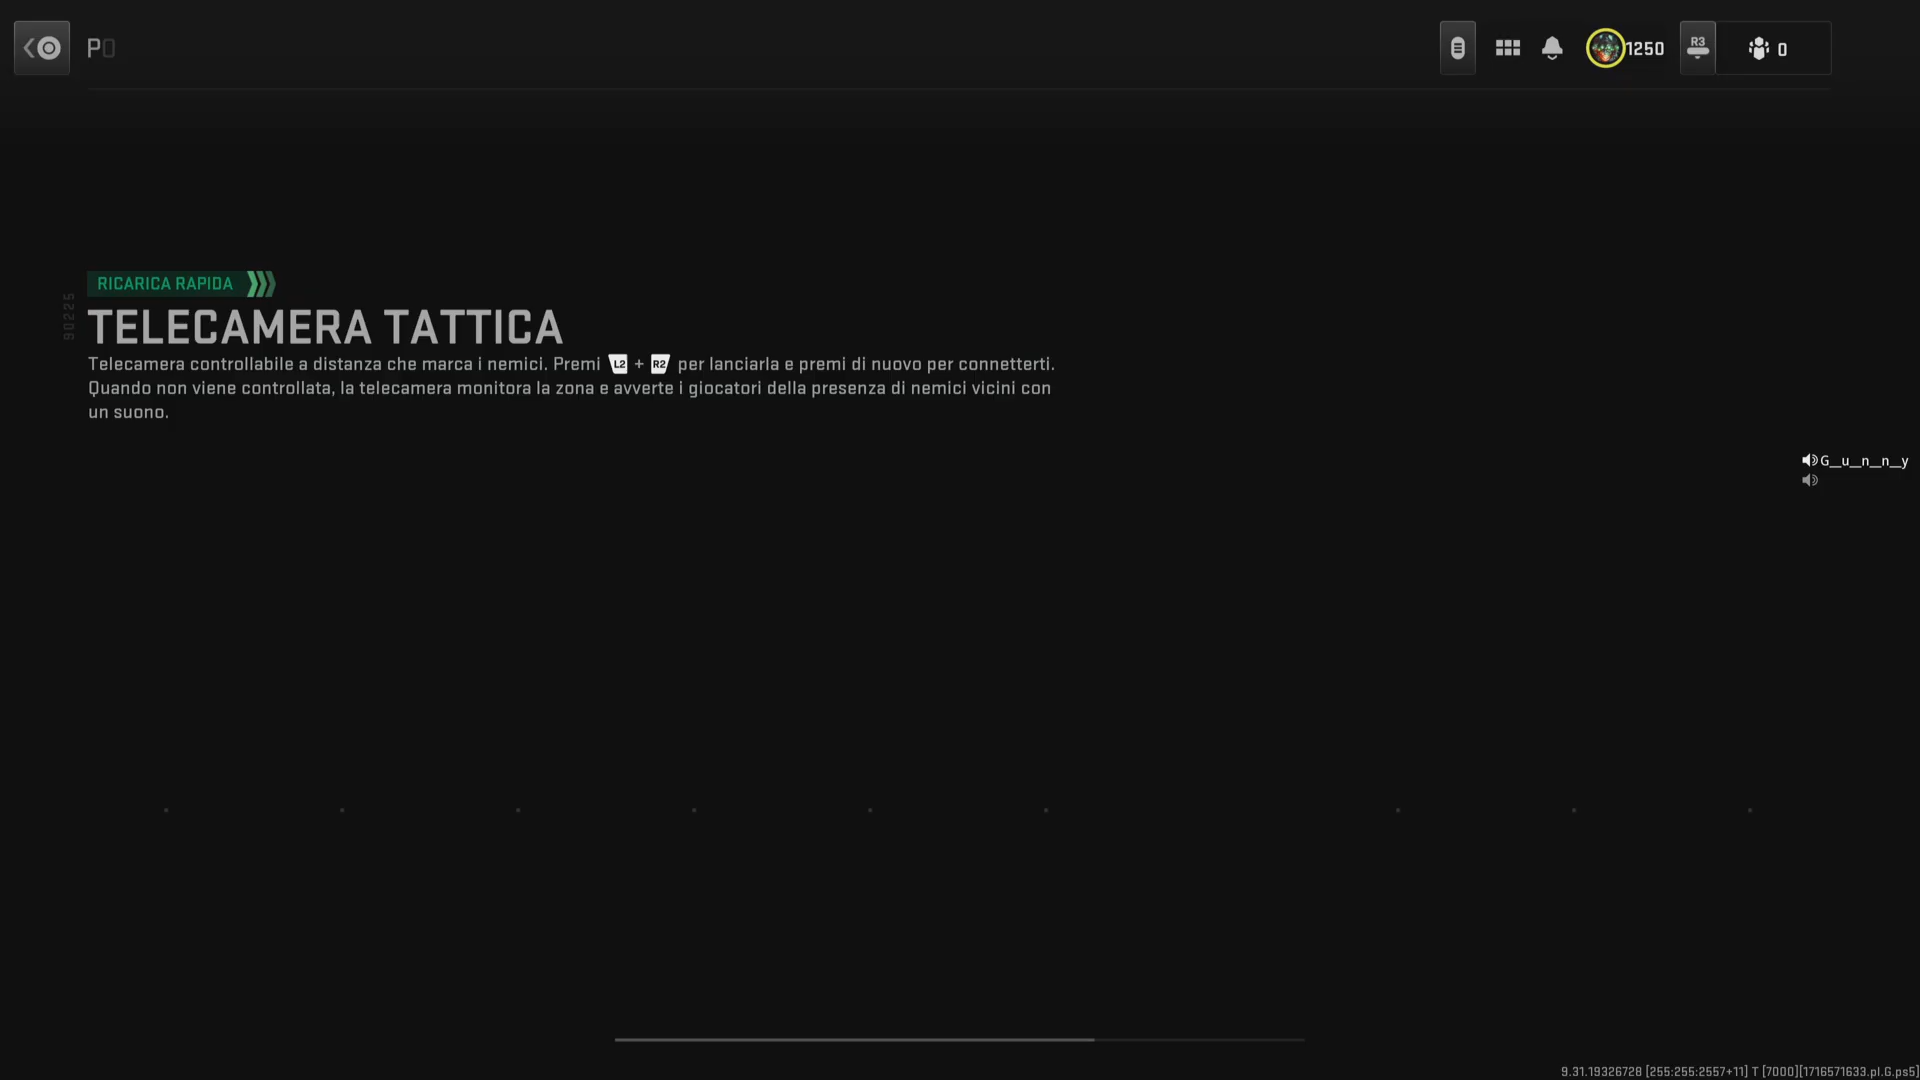 P0
1250
R3
0
RICARICA RAPIDA
90225
TELECAMERA TATTICA
Telecamera controllabile a distanza che marca i nemici. Premi L2 + R2 per lanciarla e premi di nuovo per connetterti.
Quando non viene controllata, la telecamera monitora la zona e avverte i giocatori della presenza di nemici vicini con
un suono.
G__u__n__n__y
9.31.19326728 [255:255:2557+11] T [7000][1716571633.pl.G.ps5]